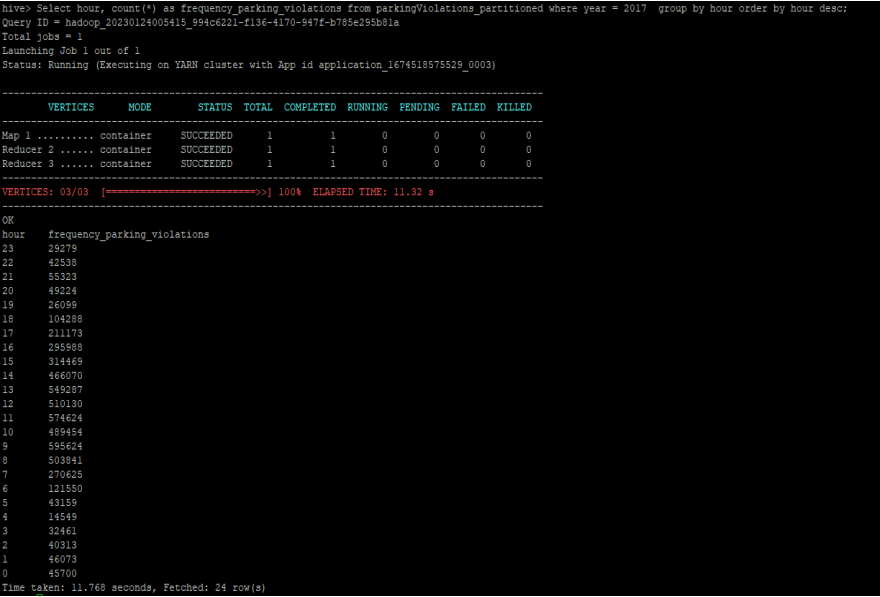 hive> Select hour, count(*) as frequency_parking_violations from parkingViolations_partitioned where year = 2017  group by hour order by hour desc;
Query ID = hadoop_20230124005415_994c6221-f136-4170-947f-b785e295b81a
Total jobs = 1
Launching Job 1 out of 1
Status: Running (Executing on YARN cluster with App id application_1674518575529_0003)
----------------------------------------------------------------------------------------------
VERTICES MODE STATUS TOTAL COMPLETED RUNNING PENDING FAILED KILLED
----------------------------------------------------------------------------------------------
Map 1 .......... container SUCCEEDED 1 1 0 0 0 0
Reducer 2 ...... container SUCCEEDED 1 1 0 0 0 0
Reducer 3 ...... container SUCCEEDED 1 1 0 0 0 0
----------------------------------------------------------------------------------------------
VERTICES: 03/03 [==========================>>] 100% ELAPSED TIME: 11.32 s
----------------------------------------------------------------------------------------------
OK
hour frequency_parking_violations
23 29279
22 42538
21 55323
20 49224
19 26099
18 104288
17 211173
16 295988
15 314469
14 466070
13 549287
12 510130
11 574624
10 489454
9 595624
8 503841
7 270625
6 121550
5 43159
4 14549
3 32461
2 40313
1 46073
0 45700
Time taken: 11.768 seconds, Fetched: 24 row(s)